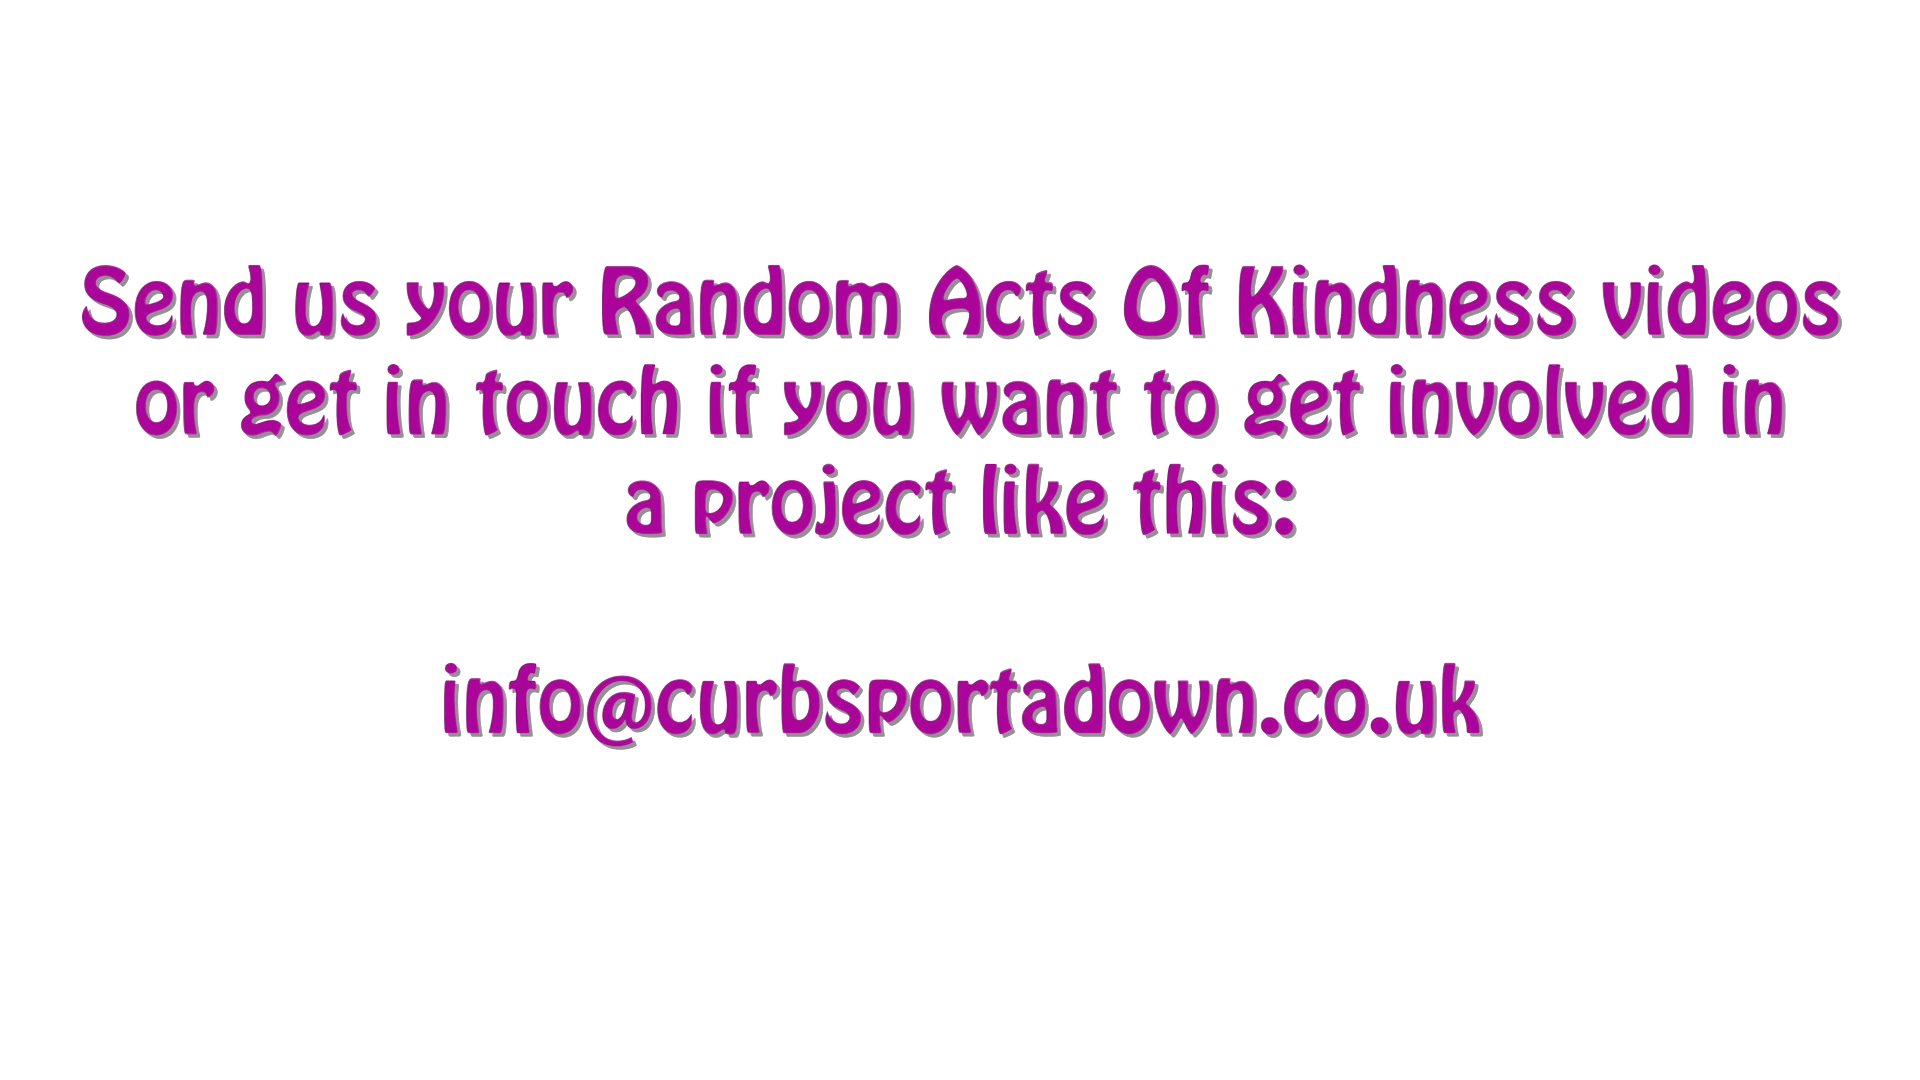 Send us your Random Acts Of Kindness videos
or get in touch if you want to get involved in
a project like this:
info@curbsportadown.co.uk